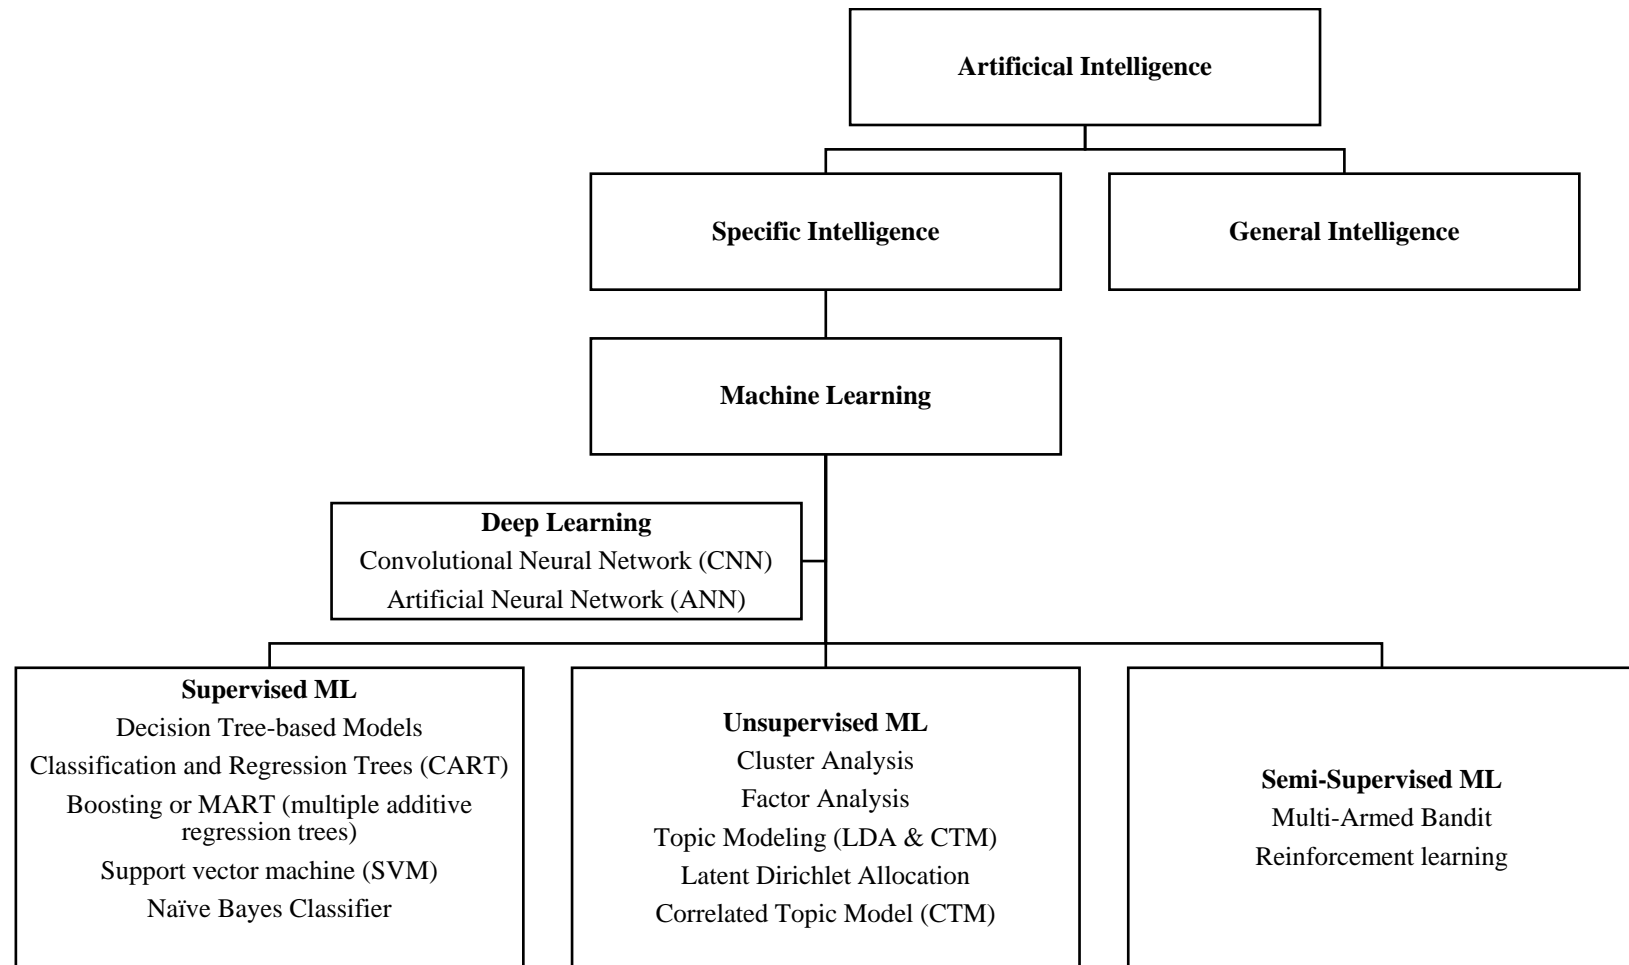 Artificical Intelligence
Specific Intelligence
General Intelligence
Machine Learning
Deep Learning
Convolutional Neural Network (CNN)
Artificial Neural Network (ANN)
Supervised ML
Decision Tree-based Models
Classification and Regression Trees (CART)
Boosting or MART (multiple additive
regression trees)
Support vector machine (SVM)
Naïve Bayes Classifier
Unsupervised ML
Cluster Analysis
Factor Analysis
Topic Modeling (LDA & CTM)
Latent Dirichlet Allocation
Correlated Topic Model (CTM)
Semi-Supervised ML
Multi-Armed Bandit
Reinforcement learning